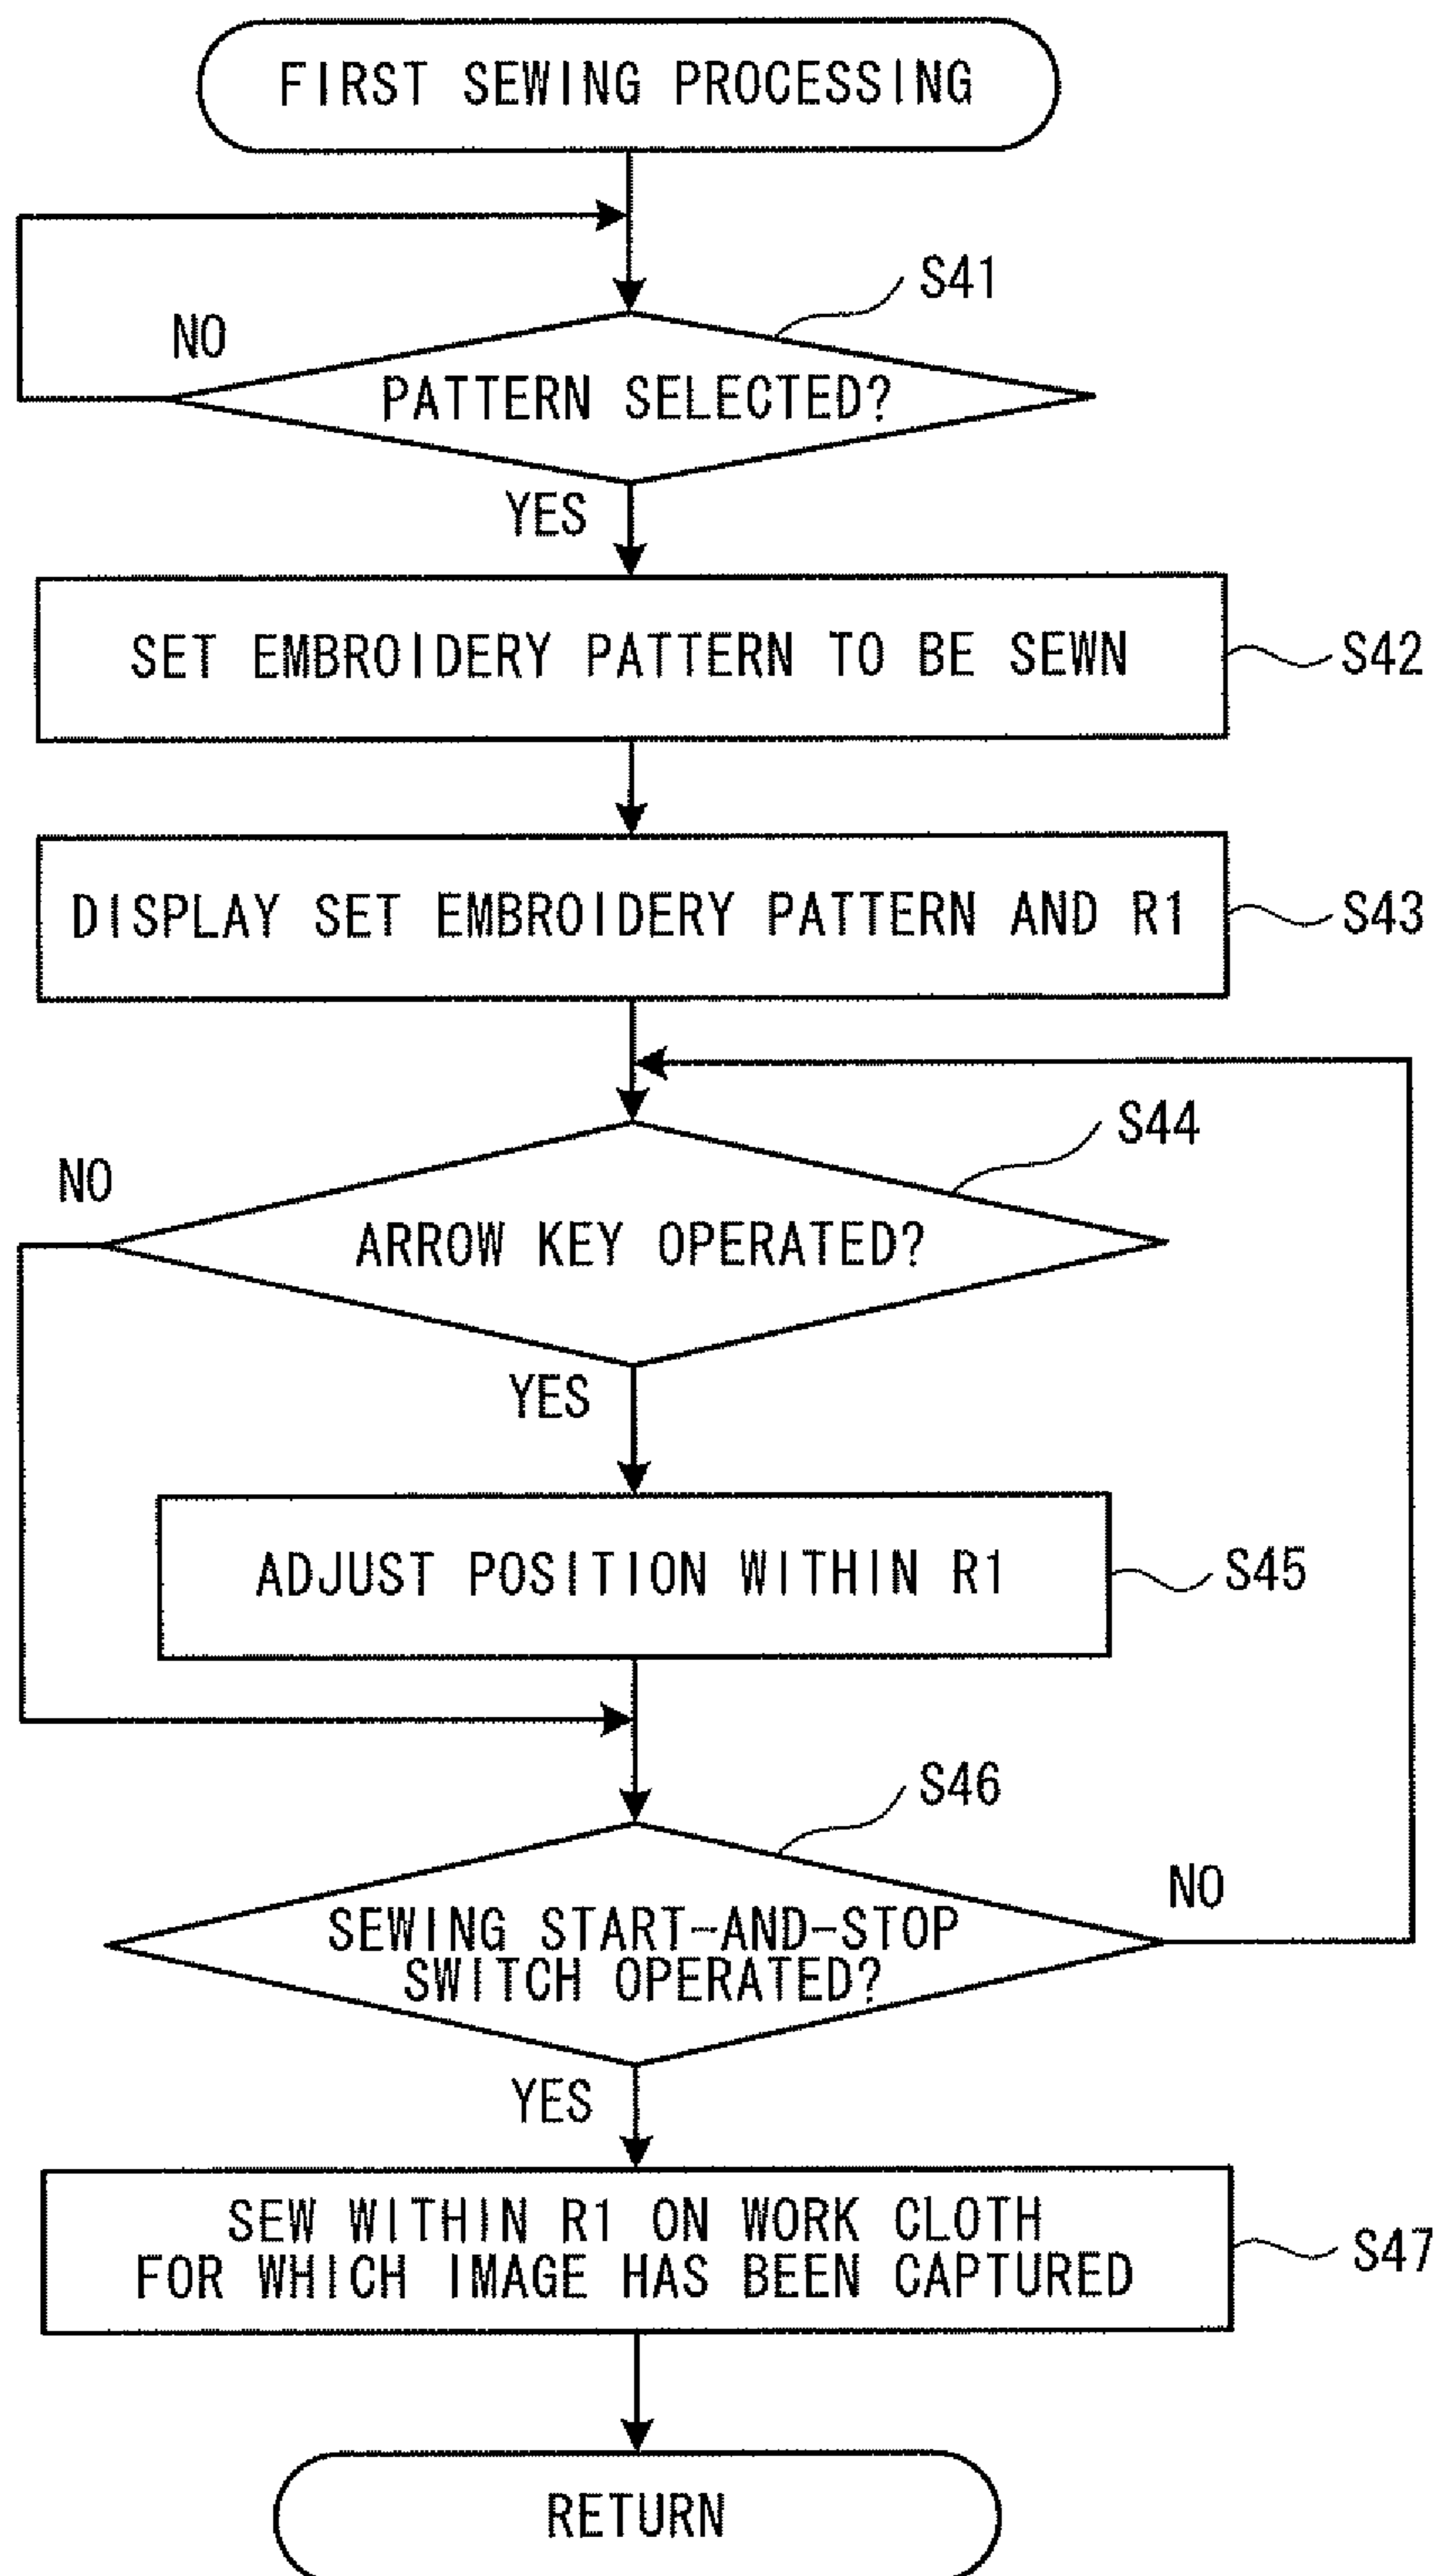 FIRST SEWING PROCESSING
S41
NO
PATTERN SELECTED?
YES
SET EMBROIDERY PATTERN TO BE SEWN
S42
DISPLAY SET EMBROIDERY PATTERN AND R1
S43
S44
NO
ARROW KEY OPERATED?
YES
ADJUST POSITION WITHIN R1
S45
S46
NO
SEWING START-AND-STOP
SWITCH OPERATED?
YES
SEW WITHIN R1 ON WORK CLOTH
FOR WHICH IMAGE HAS BEEN CAPTURED
S47
RETURN